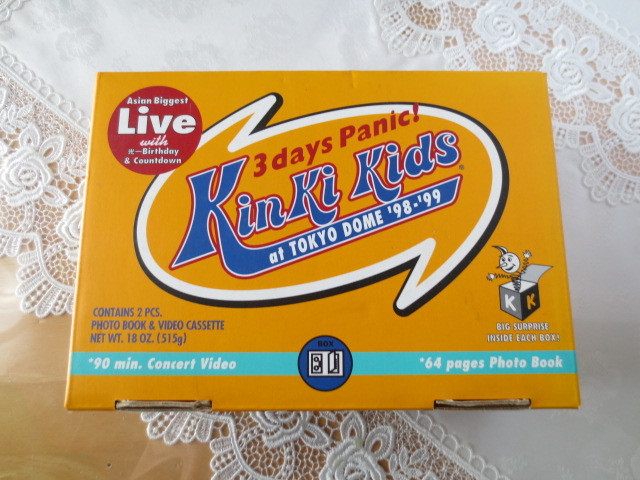 Asian Biggest
Live
with
光一Birthday
& Countdown
3 days Panic!
KinKi Kids®
at TOKYO DOME '98-'99
CONTAINS 2 PCS.
PHOTO BOOK & VIDEO CASSETTE
NET WT. 18 OZ. (515g)
K K
BIG SURPRISE
INSIDE EACH BOX!
BOX
*90 min. Concert Video
*64 pages Photo Book